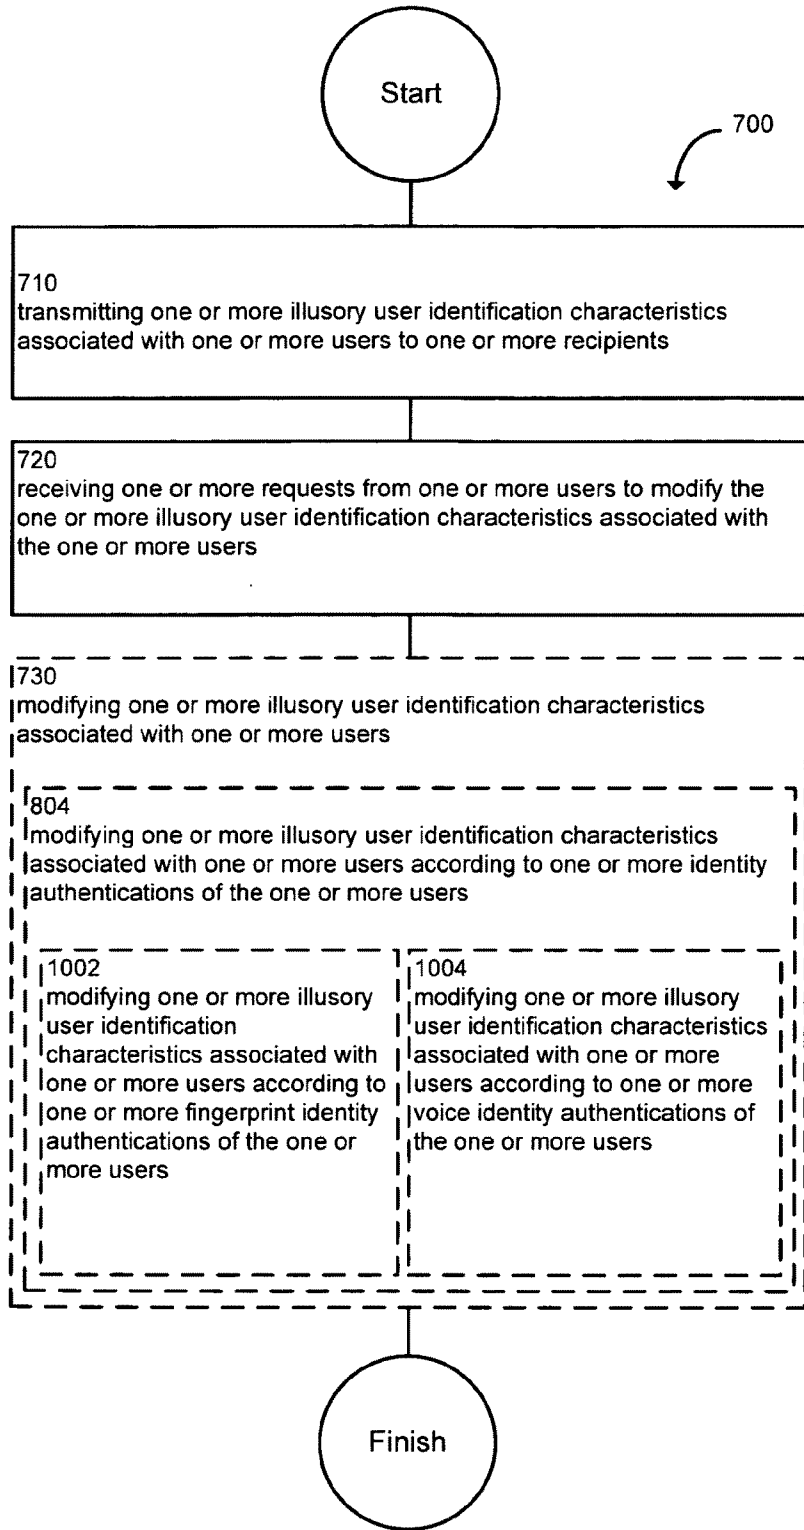 Start
700
710
transmitting one or more illusory user identification characteristics
associated with one or more users to one or more recipients
720
receiving one or more requests from one or more users to modify the
one or more illusory user identification characteristics associated with
the one or more users
730
modifying one or more illusory user identification characteristics
associated with one or more users
804
modifying one or more illusory user identification characteristics
associated with one or more users according to one or more identity
authentications of the one or more users
1002
modifying one or more illusory
user identification
characteristics associated with
one or more users according to
one or more fingerprint identity
authentications of the one or
more users
1004
modifying one or more illusory
user identification characteristics
associated with one or more
users according to one or more
voice identity authentications of
the one or more users
Finish